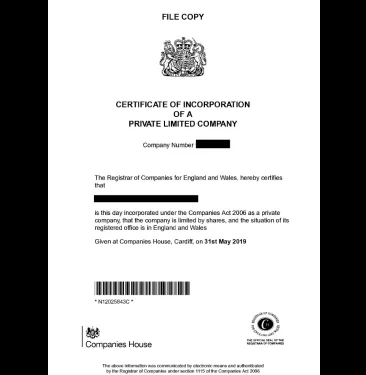 FILE COPY
CERTIFICATE OF INCORPORATION
OF A
PRIVATE LIMITED COMPANY
Company Number
The Registrar of Companies for England and Wales, hereby certifies
that
is this day incorporated under the Companies Act 2006 as a private
company, that the company is limited by shares, and the situation of its
registered office is in England and Wales
Given at Companies House, Cardiff, on 31st May 2019
* N12025843C *
Companies House
THE OFFICIAL SEAL OF THE
REGISTRAR OF COMPANIES
The above information was communicated by electronic means and authenticated
by the Registrar of Companies under section 1115 of the Companies Act 2006